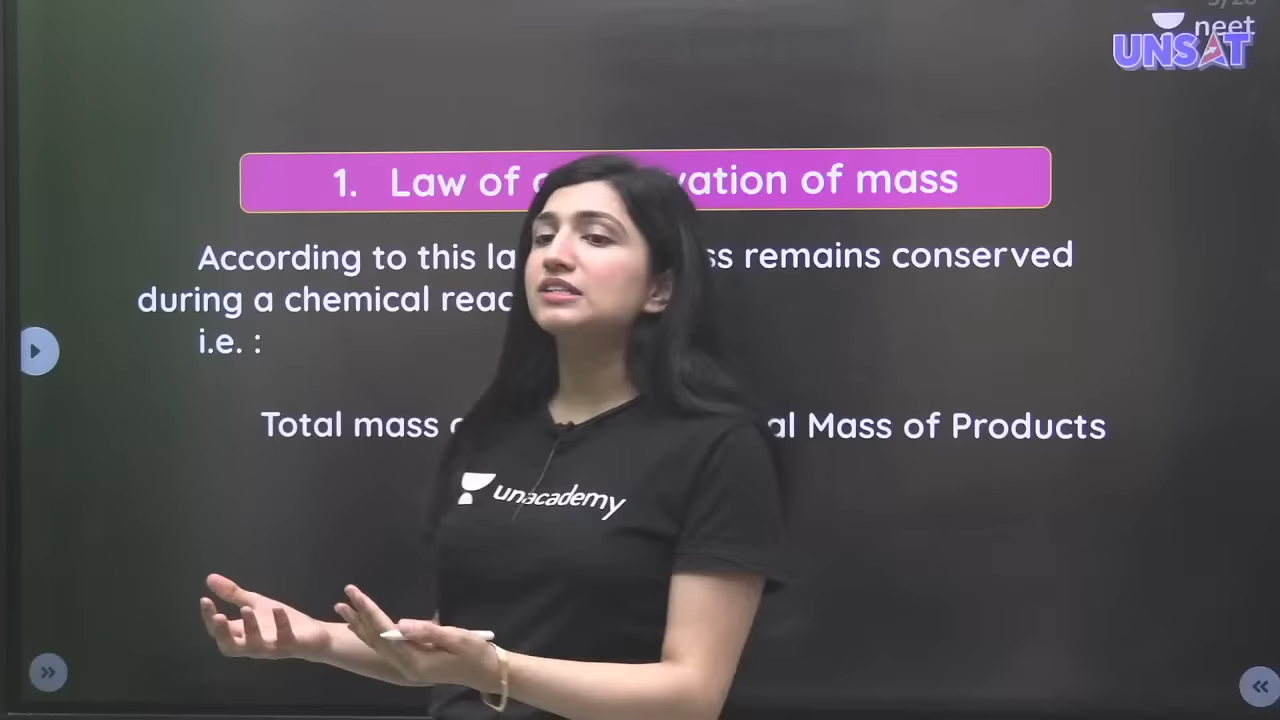 neet
UNSAT
1. Law of vation of mass
According to this la ss remains conserved
during a chemical reac
i.e. :
Total mass al Mass of Products
unacademy